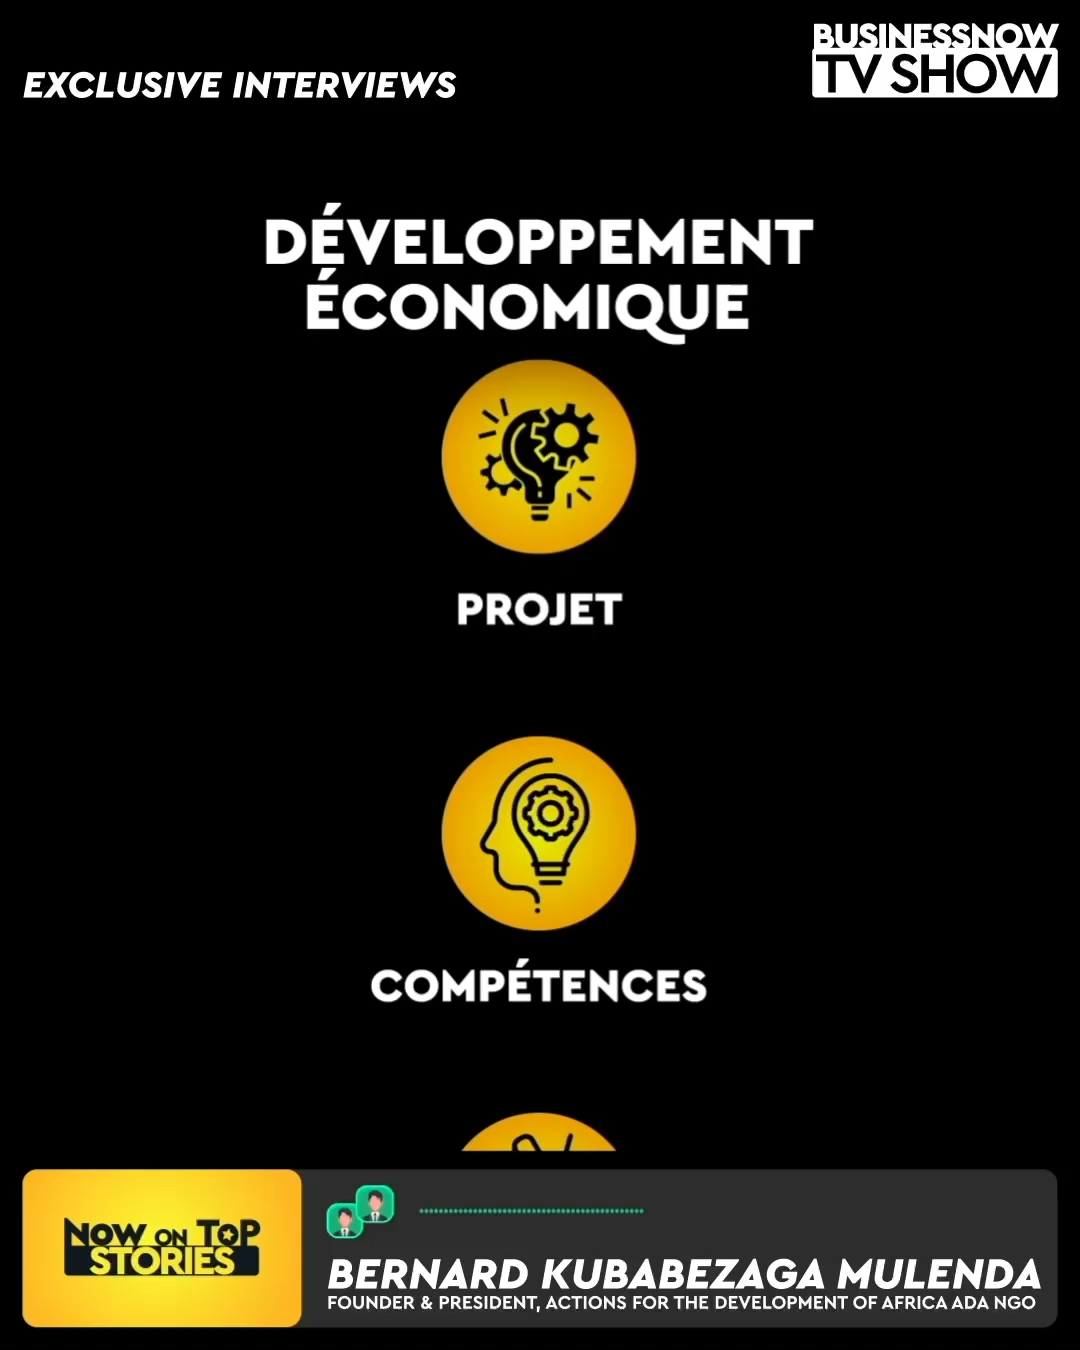 EXCLUSIVE INTERVIEWS
BUSINESSNOW
TV SHOW
DÉVELOPPEMENT
ÉCONOMIQUE
PROJET
COMPÉTENCES
NOW ON TOP
STORIES
BERNARD KUBABEZAGA MULENDA
FOUNDER & PRESIDENT, ACTIONS FOR THE DEVELOPMENT OF AFRICA ADA NGO